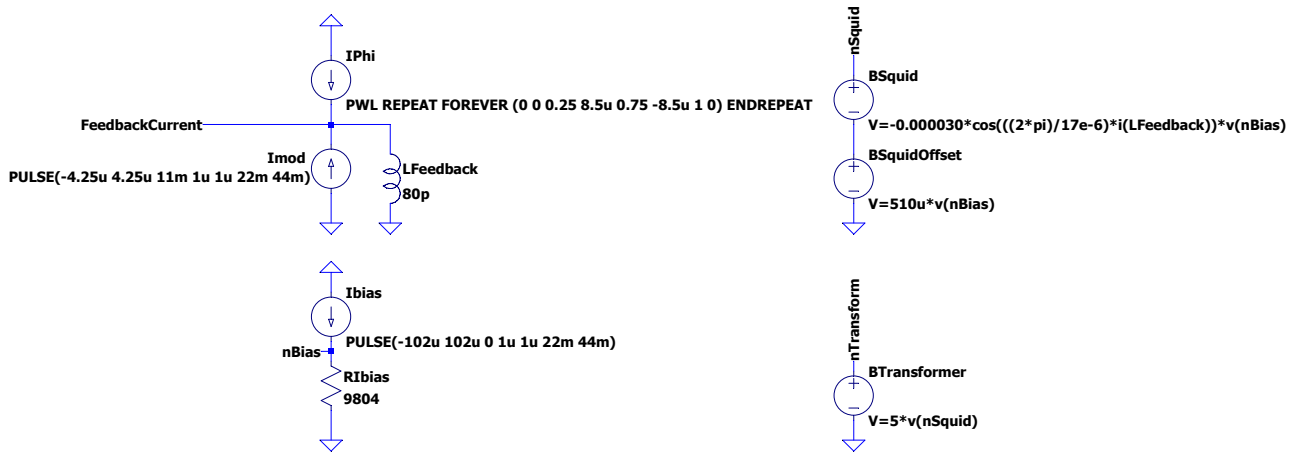 IPhi
PWL REPEAT FOREVER (0 0 0.25 8.5u 0.75 -8.5u 1 0) ENDREPEAT
FeedbackCurrent
Imod
PULSE(-4.25u 4.25u 11m 1u 1u 22m 44m)
LFeedback
80p
nSquid
BSquid
V=-0.000030*cos(((2*pi)/17e-6)*i(LFeedback))*v(nBias)
BSquidOffset
V=510u*v(nBias)
Ibias
PULSE(-102u 102u 0 1u 1u 22m 44m)
nBias
RIbias
9804
nTransform
BTransformer
V=5*v(nSquid)